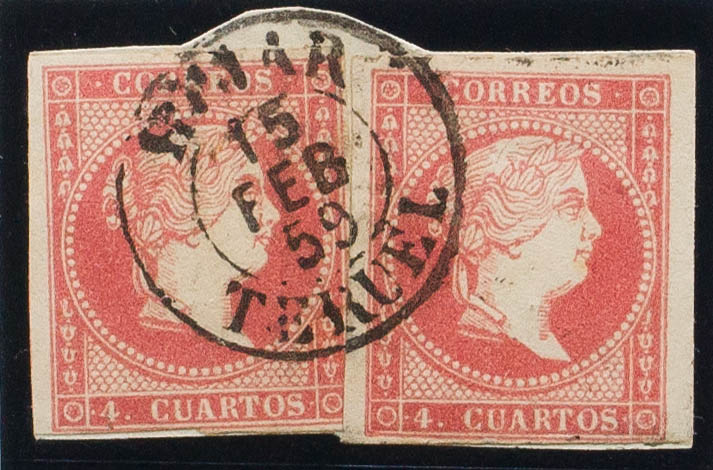 CORREOS
4. CUARTOS
CORREOS
4. CUARTOS
15
FEB
59
TERUEL